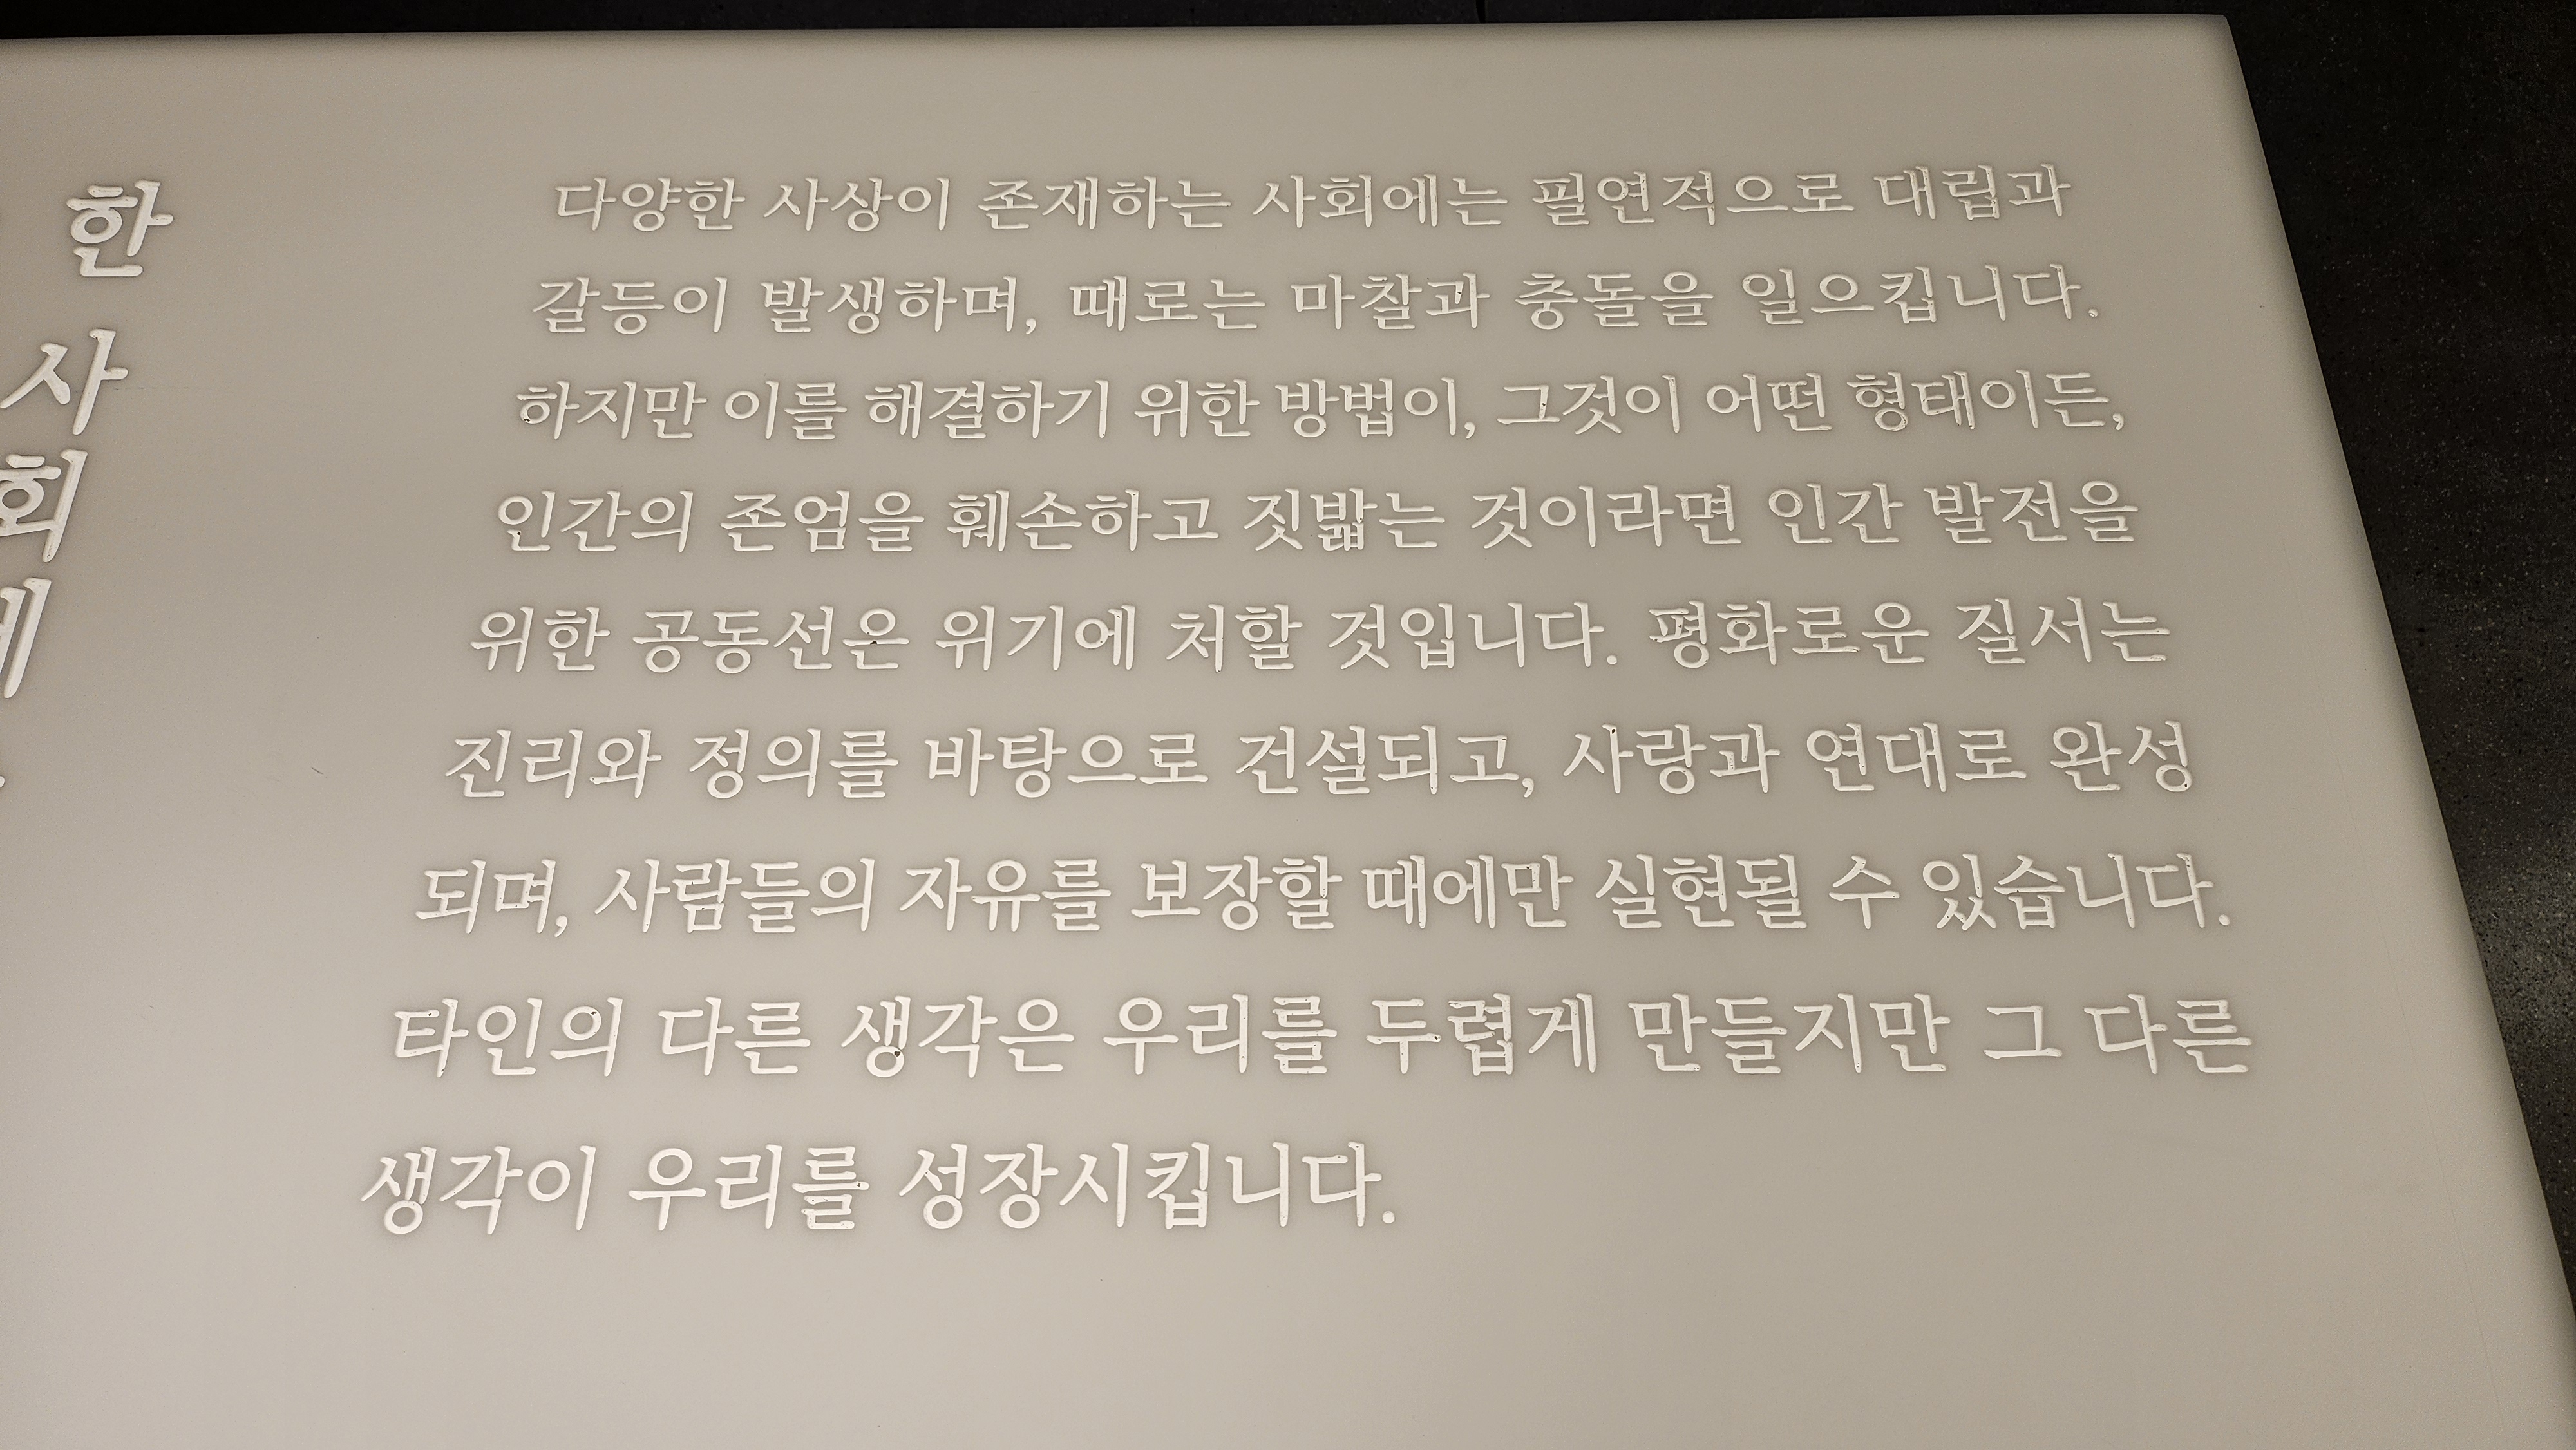 한
사
회
다양한 사상이 존재하는 사회에는 필연적으로 대립과
갈등이 발생하며, 때로는 마찰과 충돌을 일으킵니다.
하지만 이를 해결하기 위한 방법이, 그것이 어떤 형태이든,
인간의 존엄을 훼손하고 짓밟는 것이라면 인간 발전을
위한 공동선은 위기에 처할 것입니다. 평화로운 질서는
진리와 정의를 바탕으로 건설되고, 사랑과 연대로 완성
되며, 사람들의 자유를 보장할 때에만 실현될 수 있습니다.
타인의 다른 생각은 우리를 두렵게 만들지만 그 다른
생각이 우리를 성장시킵니다.